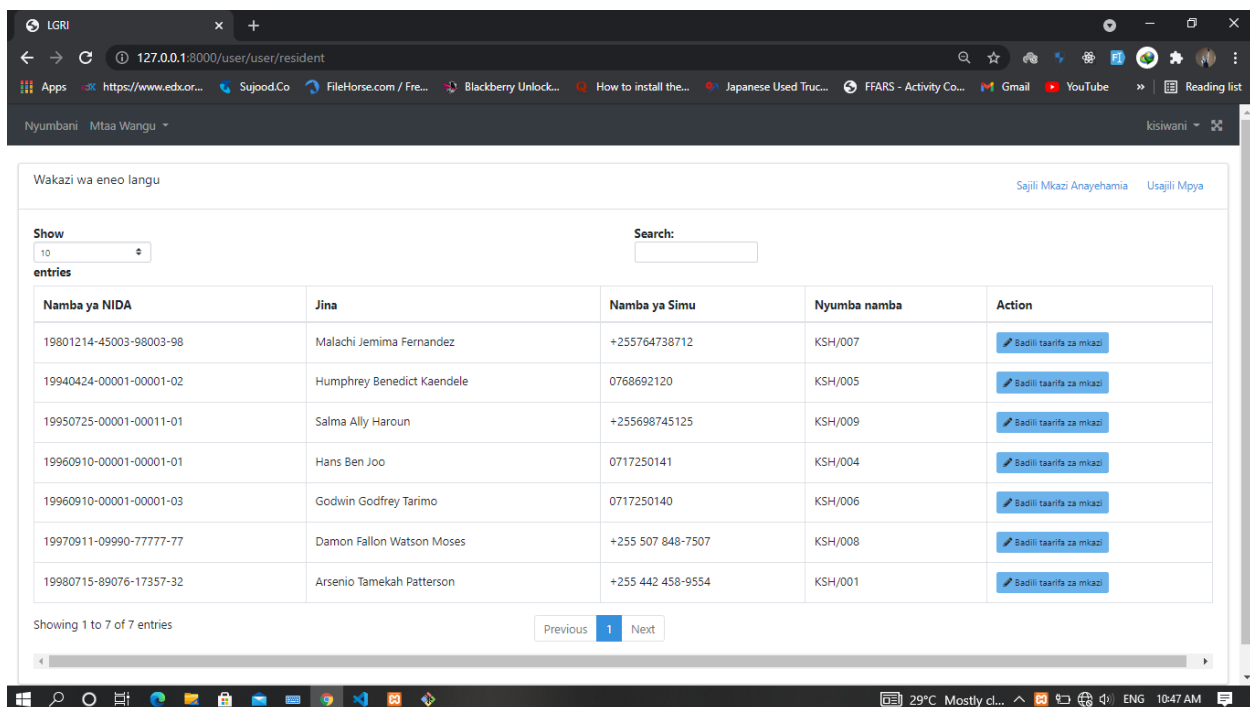 LGRI
127.0.0.1:8000/user/user/resident
Apps https://www.edx.or... Sujood.Co FileHorse.com / Fre... Blackberry Unlock... How to install the... Japanese Used Truc... FFARS - Activity Co... Gmail YouTube » Reading list
Nyumbani Mtaa Wangu kisiwani
Wakazi wa eneo langu Sajili Mkazi Anayehamia Usajili Mpya
Show Search:
10
entries
Namba ya NIDA Jina Namba ya Simu Nyumba namba Action
19801214-45003-98003-98 Malachi Jemima Fernandez +255764738712 KSH/007 Badili taarifa za mkazi
19940424-00001-00001-02 Humphrey Benedict Kaendele 0768692120 KSH/005 Badili taarifa za mkazi
19950725-00001-00011-01 Salma Ally Haroun +255698745125 KSH/009 Badili taarifa za mkazi
19960910-00001-00001-01 Hans Ben Joo 0717250141 KSH/004 Badili taarifa za mkazi
19960910-00001-00001-03 Godwin Godfrey Tarimo 0717250140 KSH/006 Badili taarifa za mkazi
19970911-09990-77777-77 Damon Fallon Watson Moses +255 507 848-7507 KSH/008 Badili taarifa za mkazi
19980715-89076-17357-32 Arsenio Tamekah Patterson +255 442 458-9554 KSH/001 Badili taarifa za mkazi
Showing 1 to 7 of 7 entries Previous 1 Next
29°C Mostly cl... ENG 10:47 AM